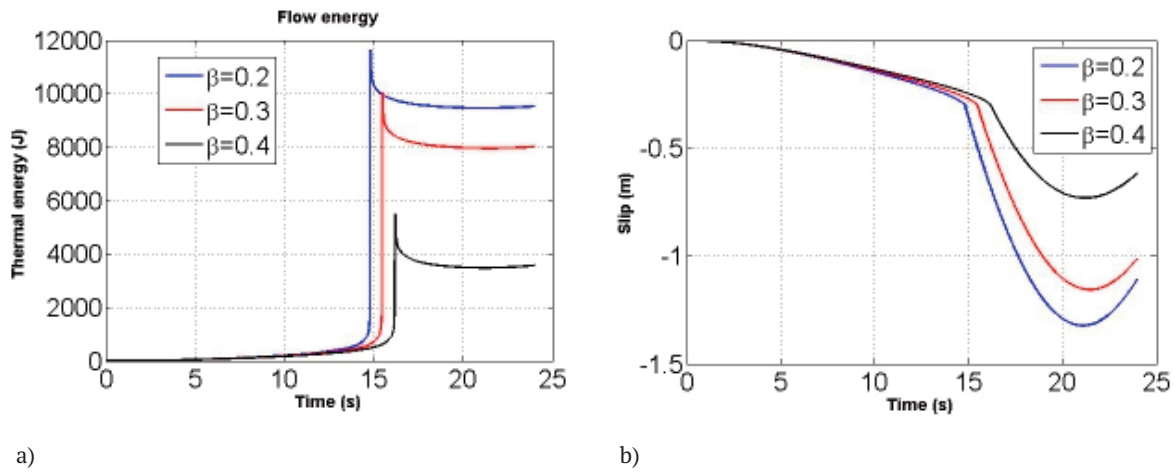 Flow energy
12000
10000
8000
6000
4000
2000
0
Thermal energy (J)
β=0.2
β=0.3
β=0.4
0 5 10 15 20 25
Time (s)
a)
0
-0.5
-1
-1.5
Slip (m)
β=0.2
β=0.3
β=0.4
0 5 10 15 20 25
Time (s)
b)